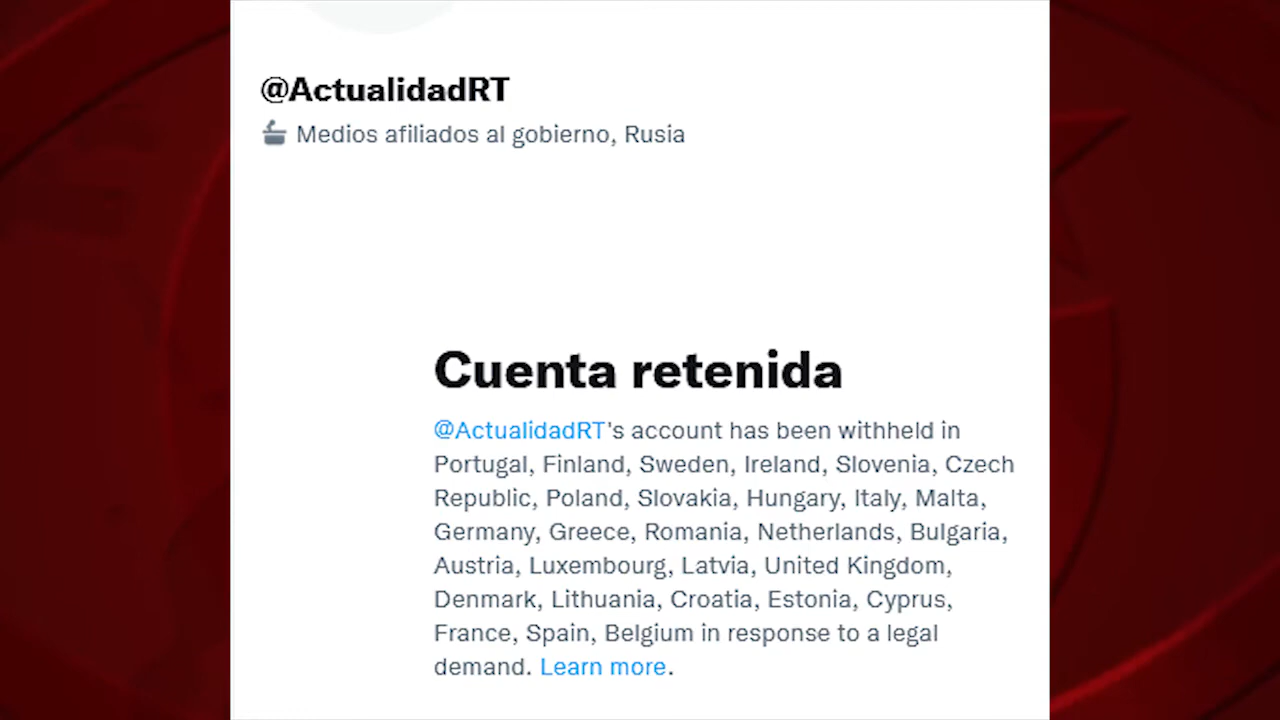 @ActualidadRT
Medios afiliados al gobierno, Rusia
Cuenta retenida
@ActualidadRT's account has been withheld in
Portugal, Finland, Sweden, Ireland, Slovenia, Czech
Republic, Poland, Slovakia, Hungary, Italy, Malta,
Germany, Greece, Romania, Netherlands, Bulgaria,
Austria, Luxembourg, Latvia, United Kingdom,
Denmark, Lithuania, Croatia, Estonia, Cyprus,
France, Spain, Belgium in response to a legal
demand. Learn more.